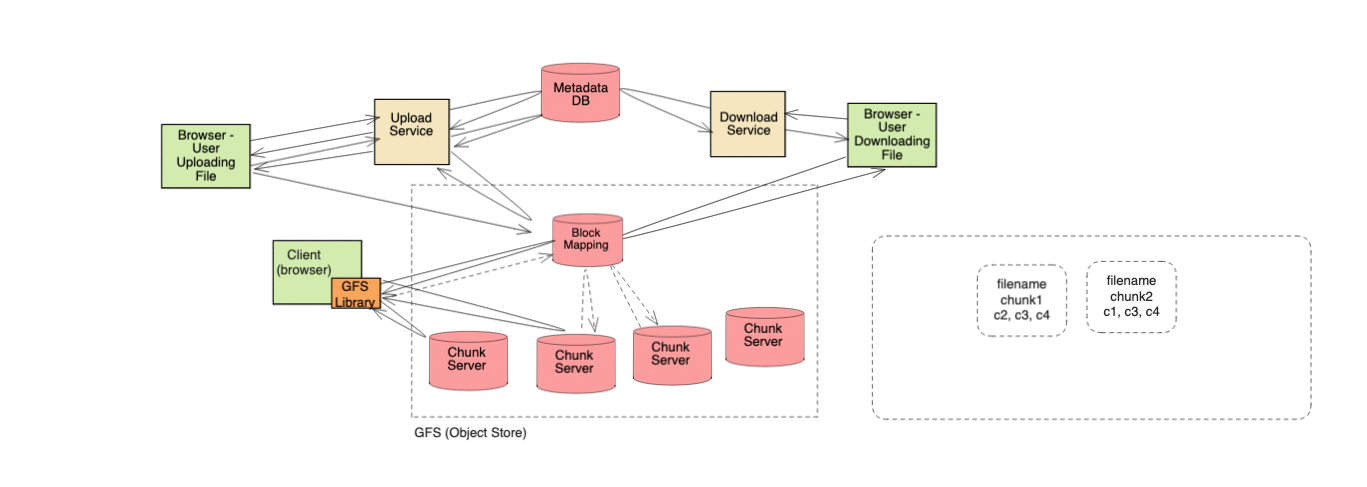 Metadata
DB
Upload
Service
Download
Service
Browser -
User
Uploading
File
Browser -
User
Downloading
File
Block
Mapping
Client
(browser)
GFS
Library
Chunk
Server
Chunk
Server
Chunk
Server
Chunk
Server
GFS (Object Store)
filename
chunk1
c2, c3, c4
filename
chunk2
c1, c3, c4